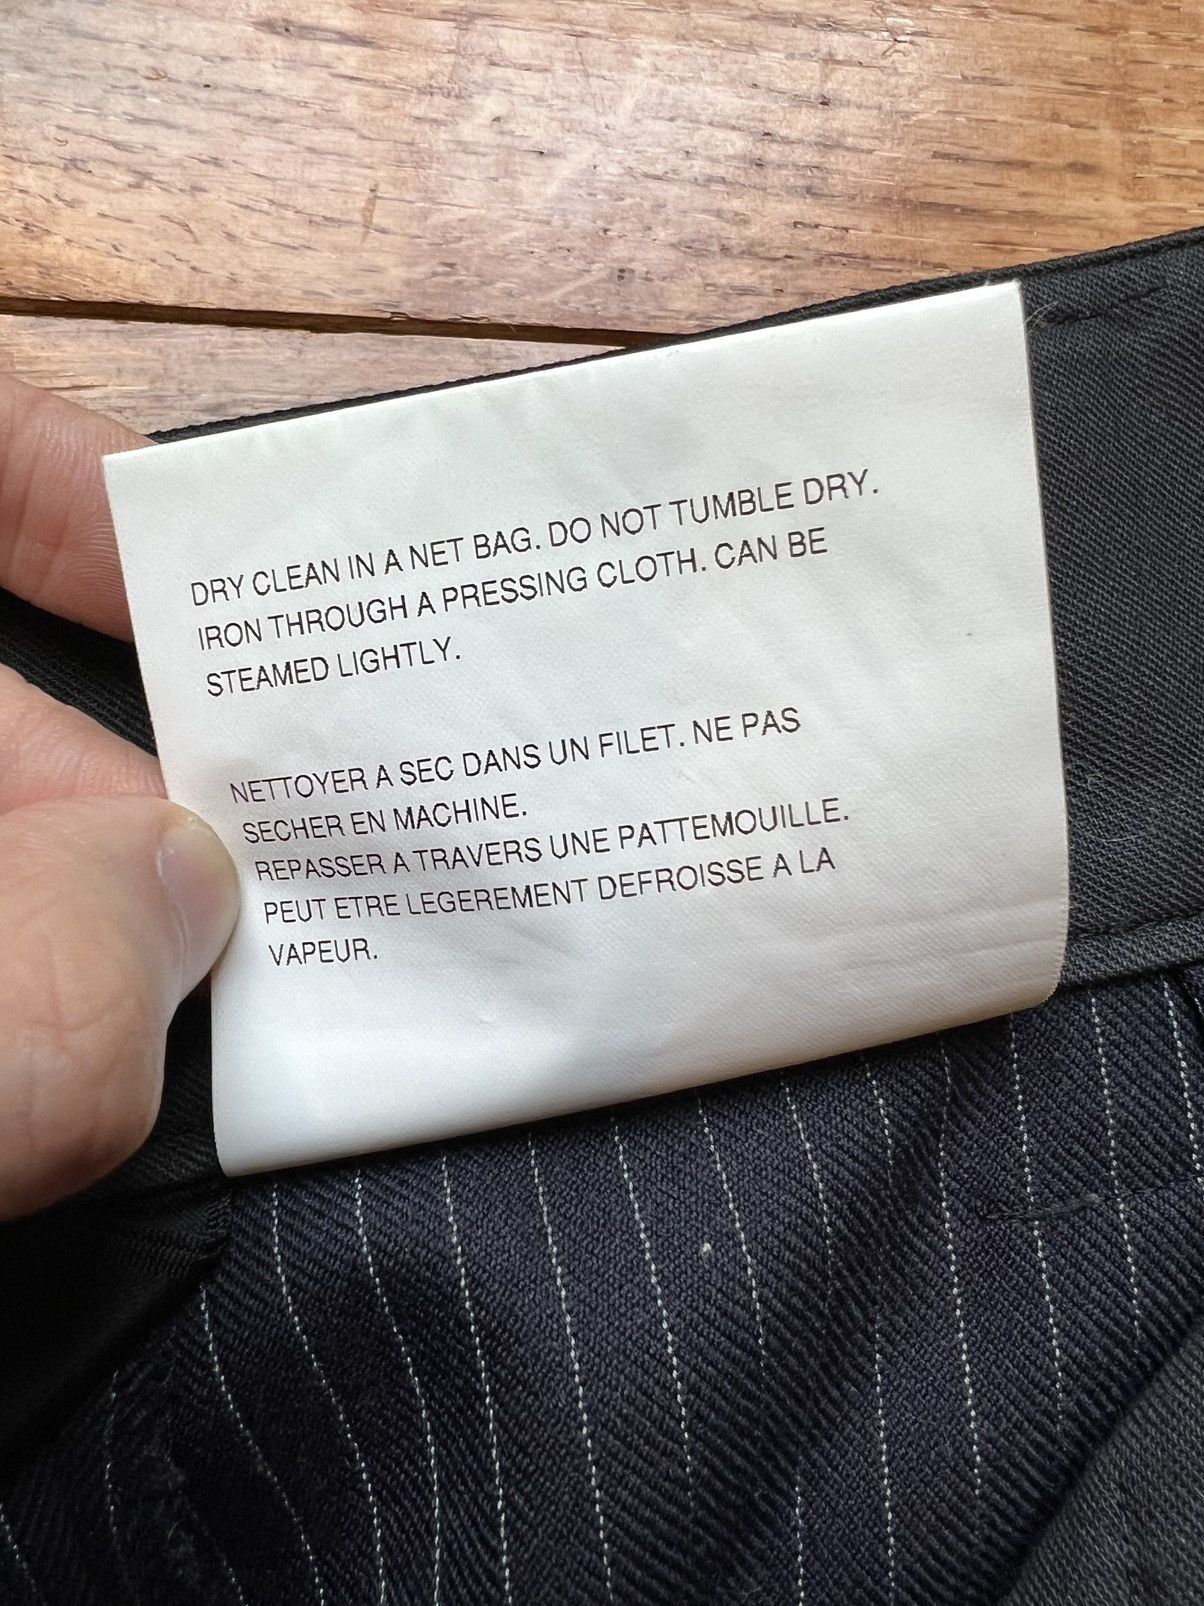 DRY CLEAN IN A NET BAG. DO NOT TUMBLE DRY.
IRON THROUGH A PRESSING CLOTH. CAN BE
STEAMED LIGHTLY.
NETTOYER A SEC DANS UN FILET. NE PAS
SECHER EN MACHINE.
REPASSER A TRAVERS UNE PATTEMOUILLE.
PEUT ETRE LEGEREMENT DEFROISSE A LA
VAPEUR.